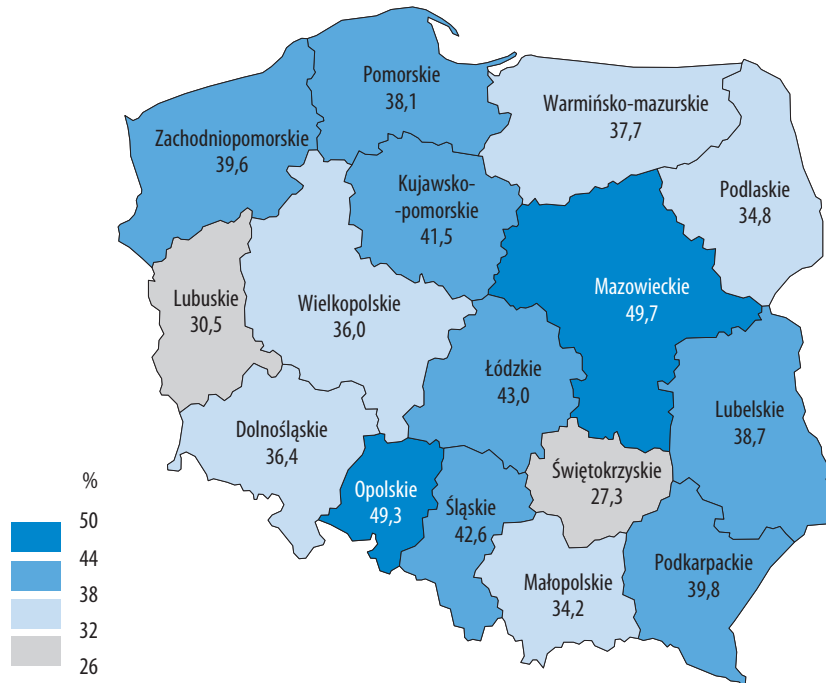 Pomorskie
38,1
Warmińsko-mazurskie
37,7
Zachodniopomorskie
39,6
Kujawsko-
-pomorskie
41,5
Podlaskie
34,8
Mazowieckie
49,7
Lubuskie
30,5
Wielkopolskie
36,0
Łódzkie
43,0
Lubelskie
38,7
Dolnośląskie
36,4
Świętokrzyskie
27,3
Opolskie
49,3
Śląskie
42,6
Podkarpackie
39,8
Małopolskie
34,2
%
50
44
38
32
26